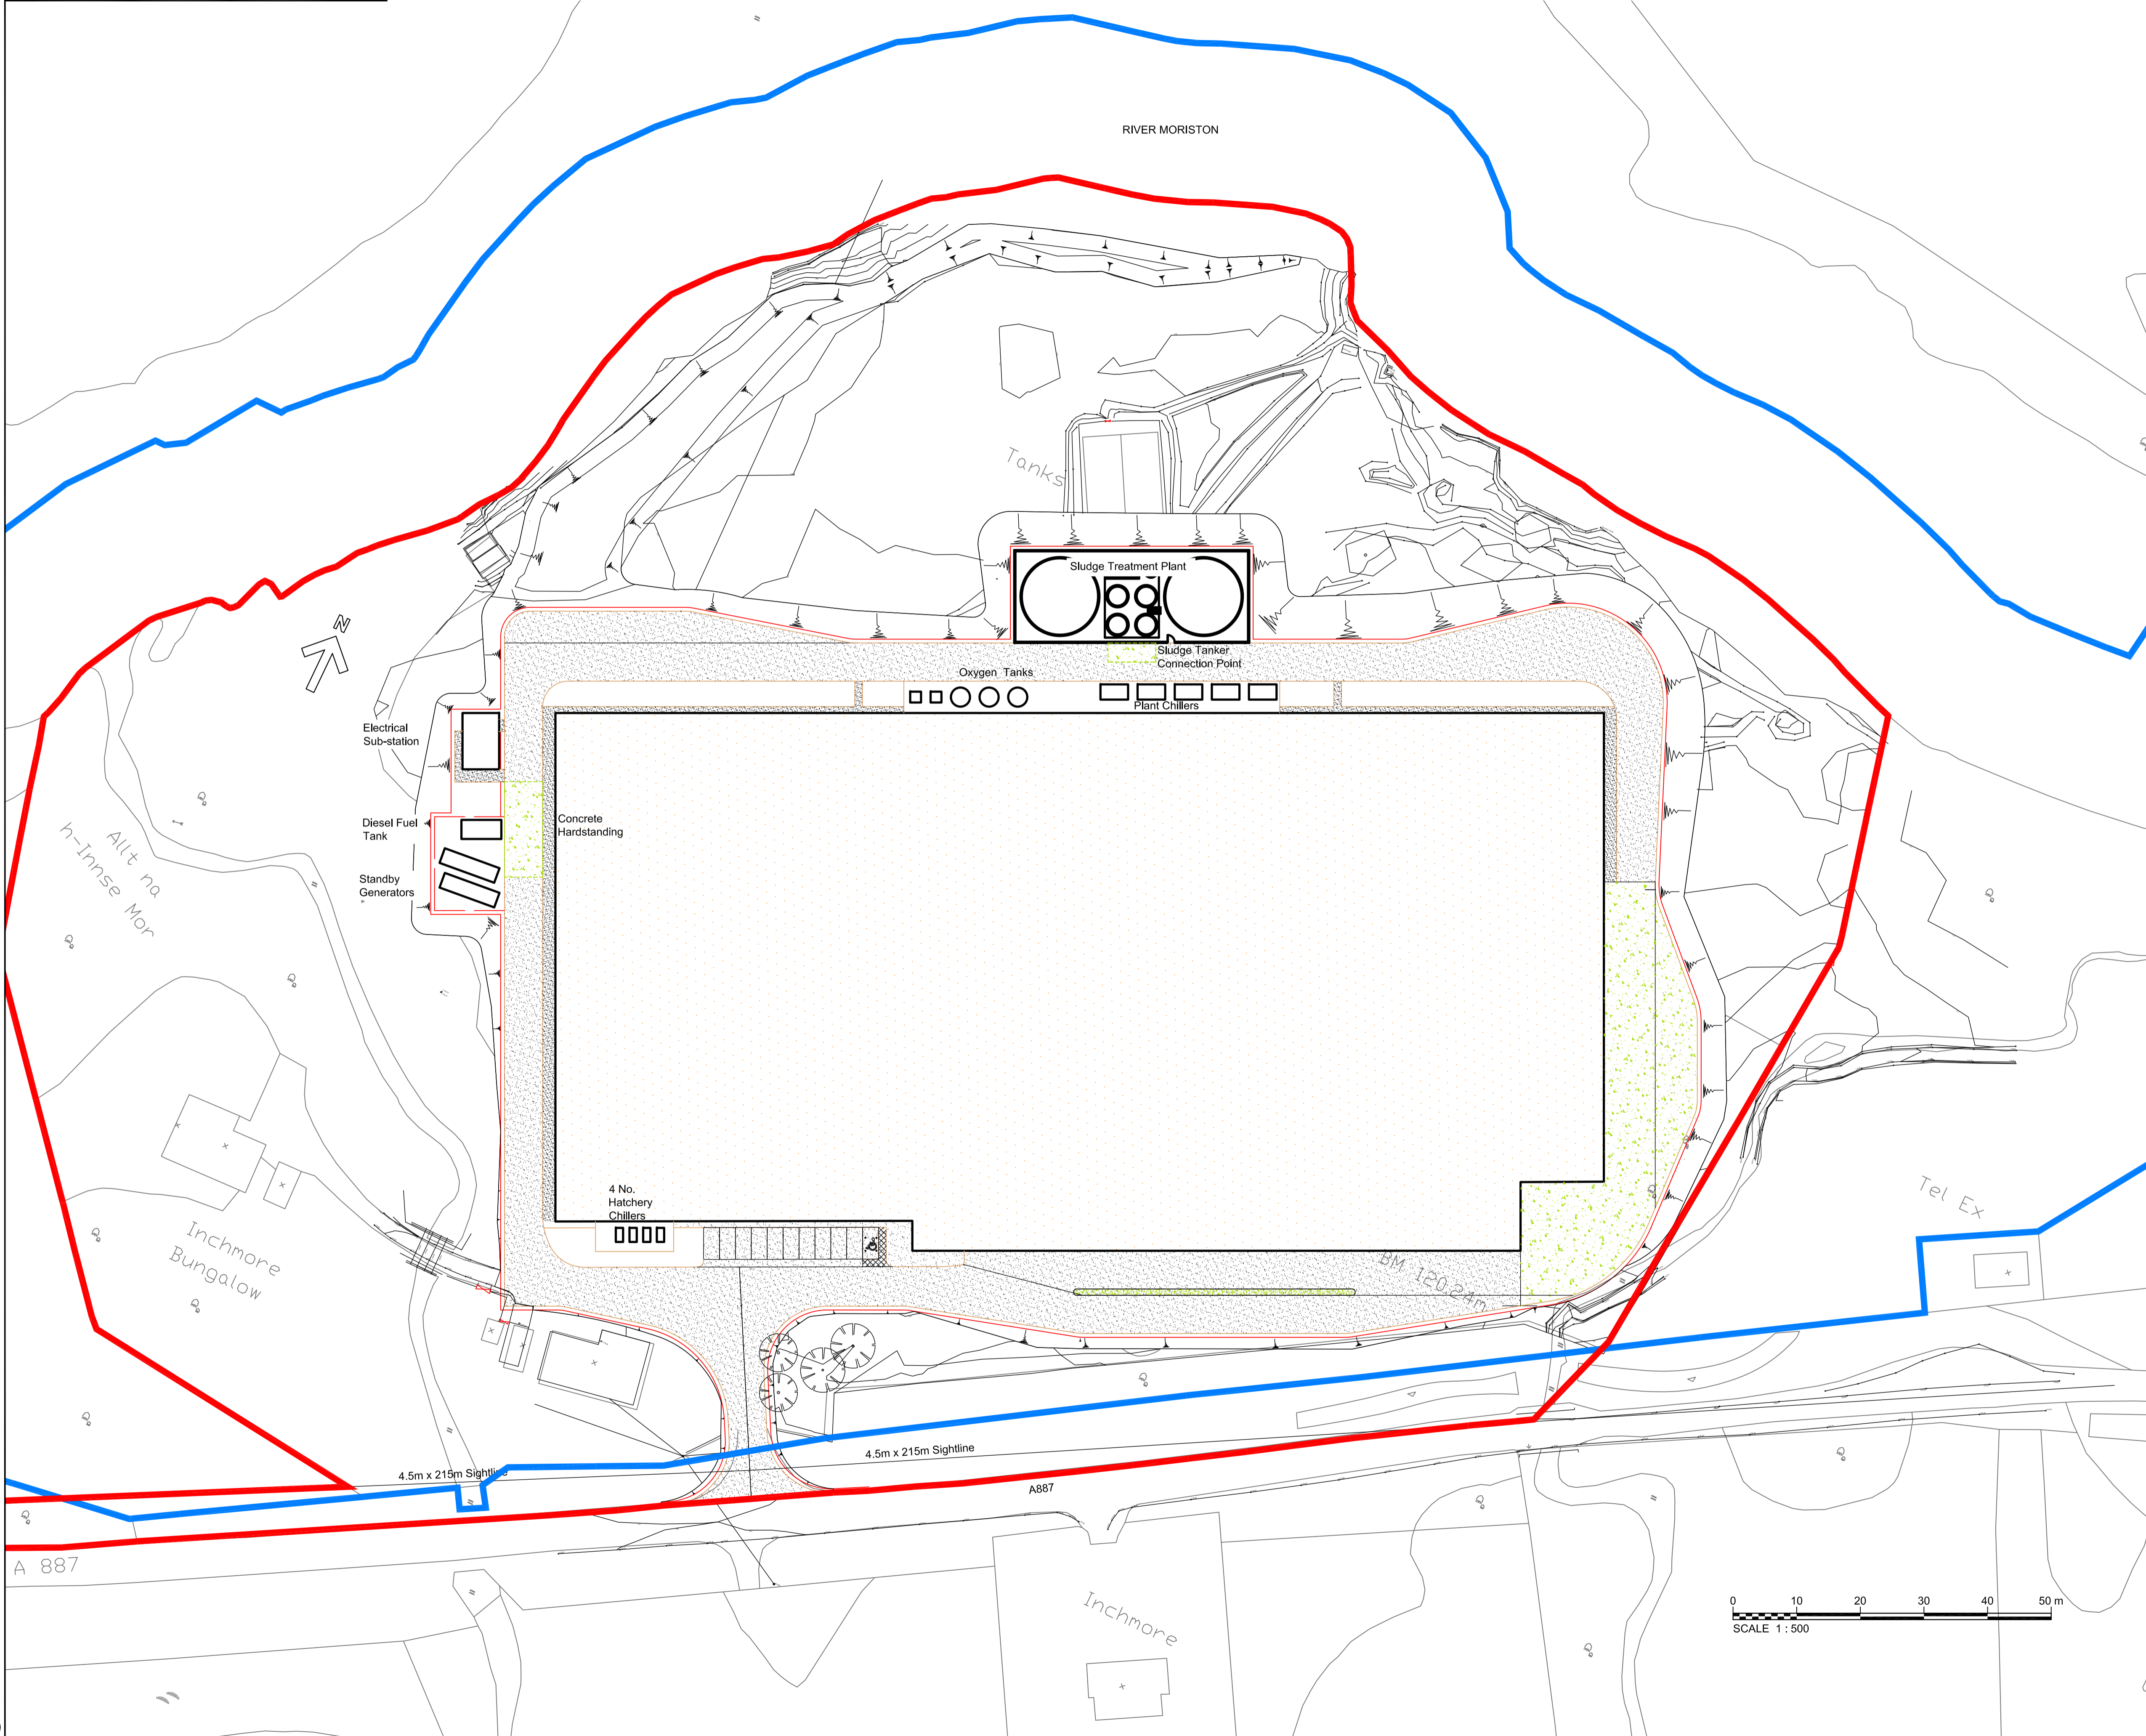 RIVER MORISTON
Tanks
Sludge Treatment Plant
N
Sludge Tanker
Connection Point
Oxygen Tanks
Plant Chillers
Electrical
Sub-station
Diesel Fuel
Tank
Concrete
Hardstanding
Standby
Generators
Allt na
h-Innse Mor
4 No.
Hatchery
Chillers
Inchmore
Bungalow
BM 120.24m
Tel Ex
4.5m x 215m Sightline
4.5m x 215m Sightline
A887
A 887
Inchmore
0 10 20 30 40 50 m
SCALE 1 : 500